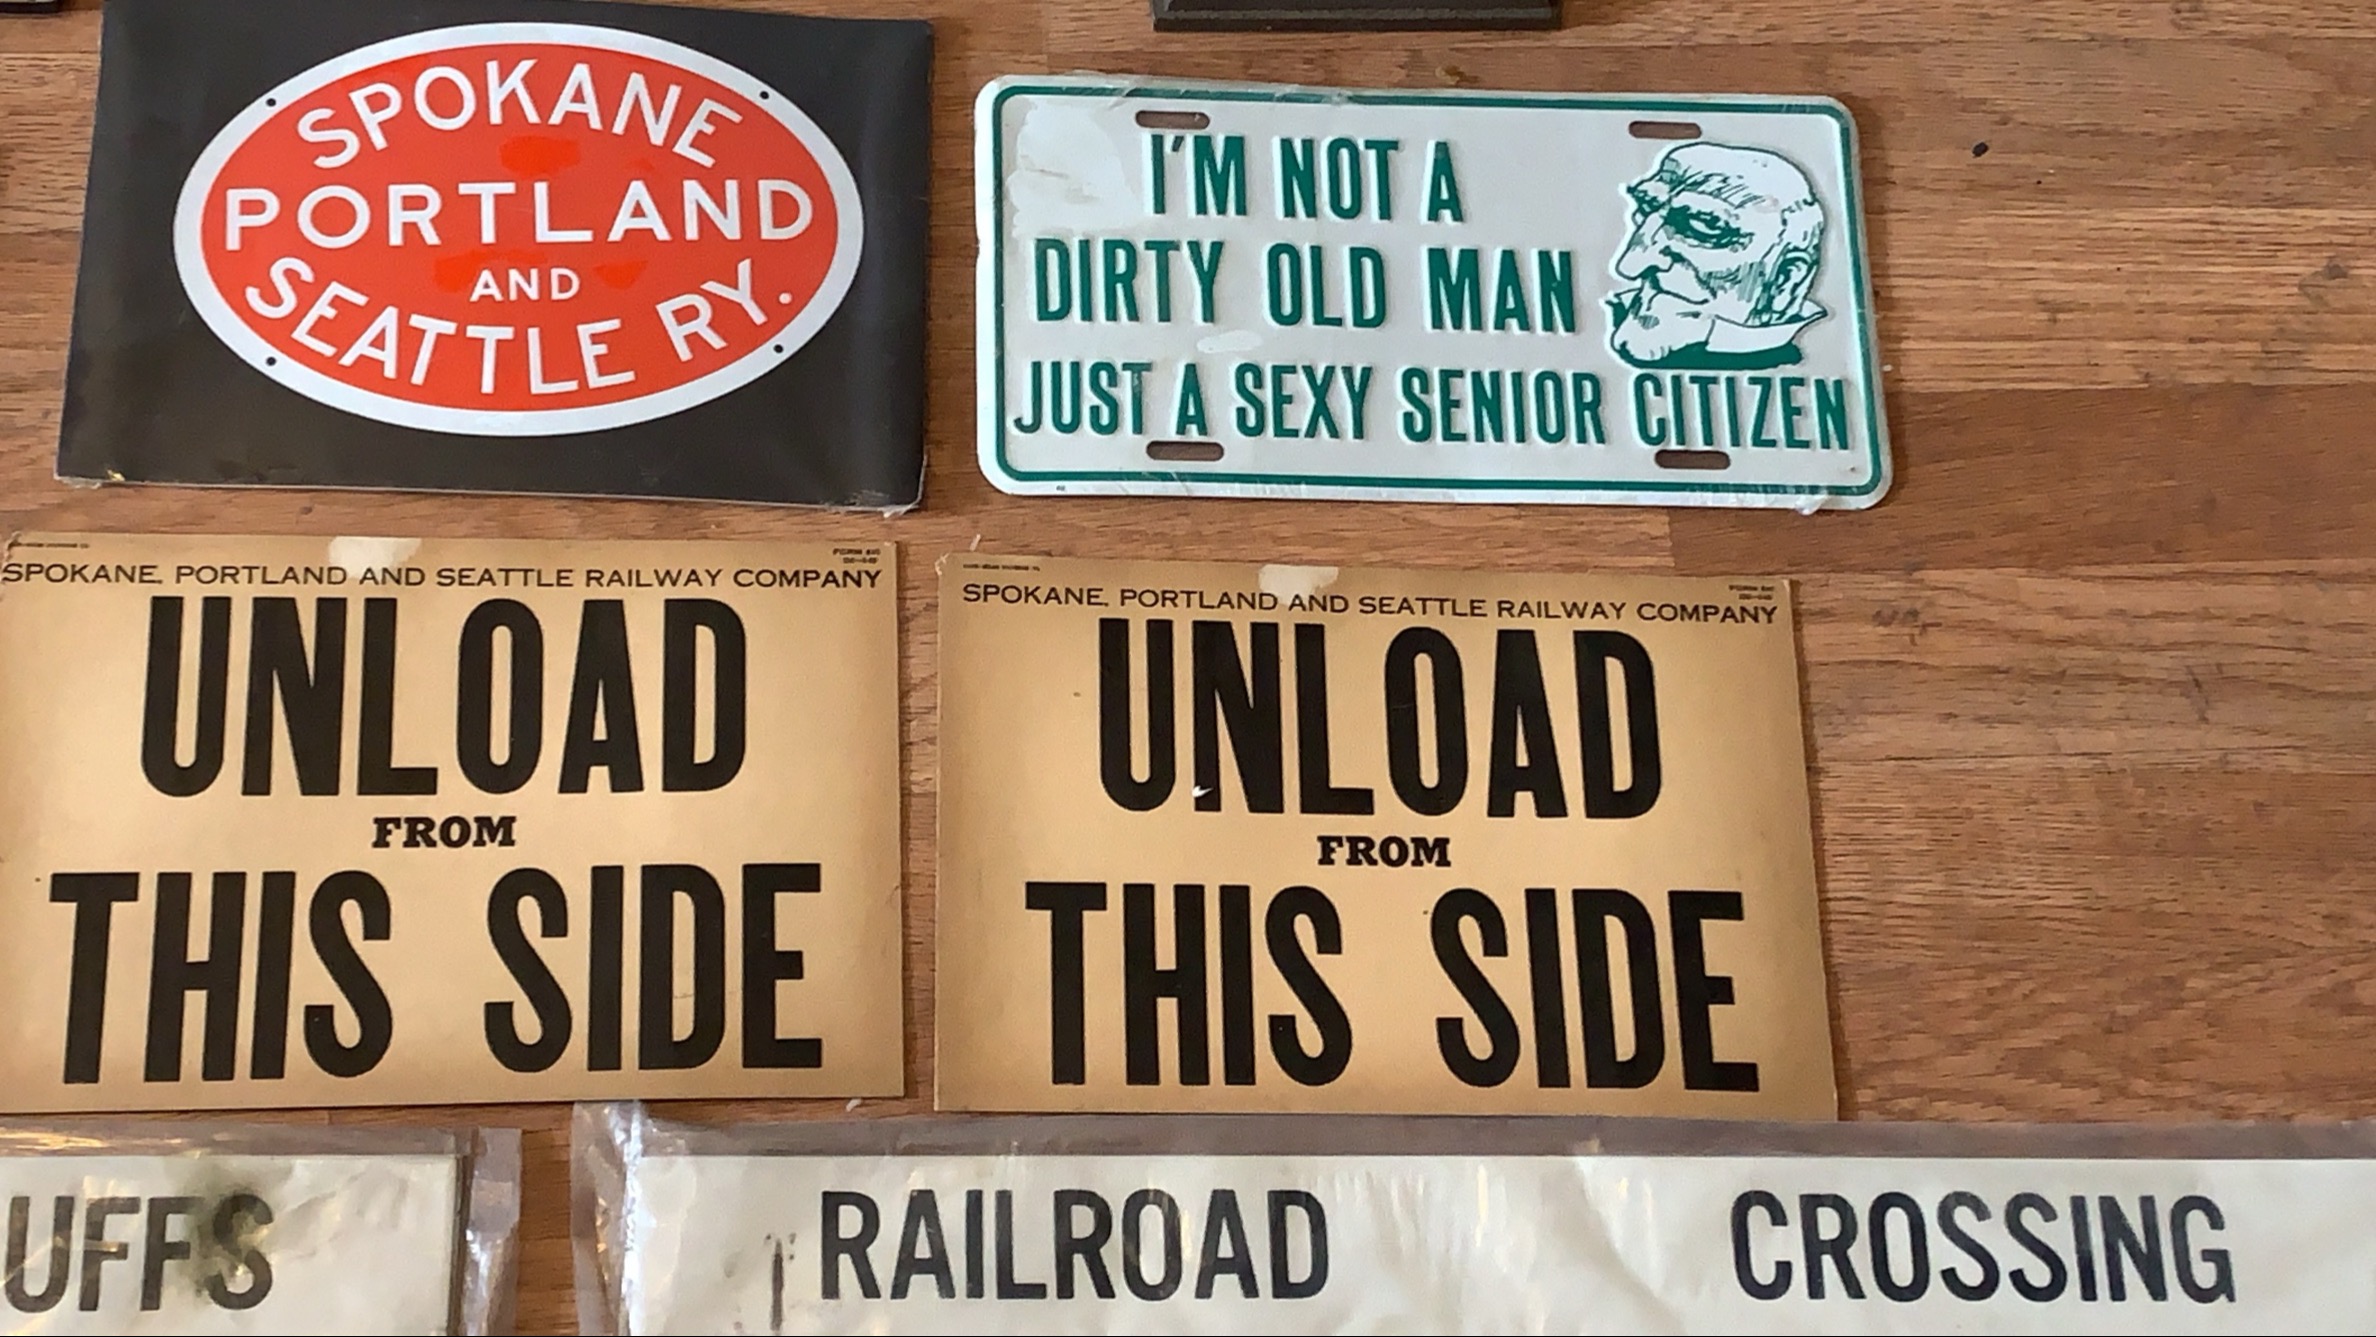 SPOKANE
PORTLAND
AND
SEATTLE RY.
I'M NOT A
DIRTY OLD MAN
JUST A SEXY SENIOR CITIZEN
SPOKANE, PORTLAND AND SEATTLE RAILWAY COMPANY
UNLOAD
FROM
THIS SIDE
SPOKANE, PORTLAND AND SEATTLE RAILWAY COMPANY
UNLOAD
FROM
THIS SIDE
UFFS
RAILROAD CROSSING